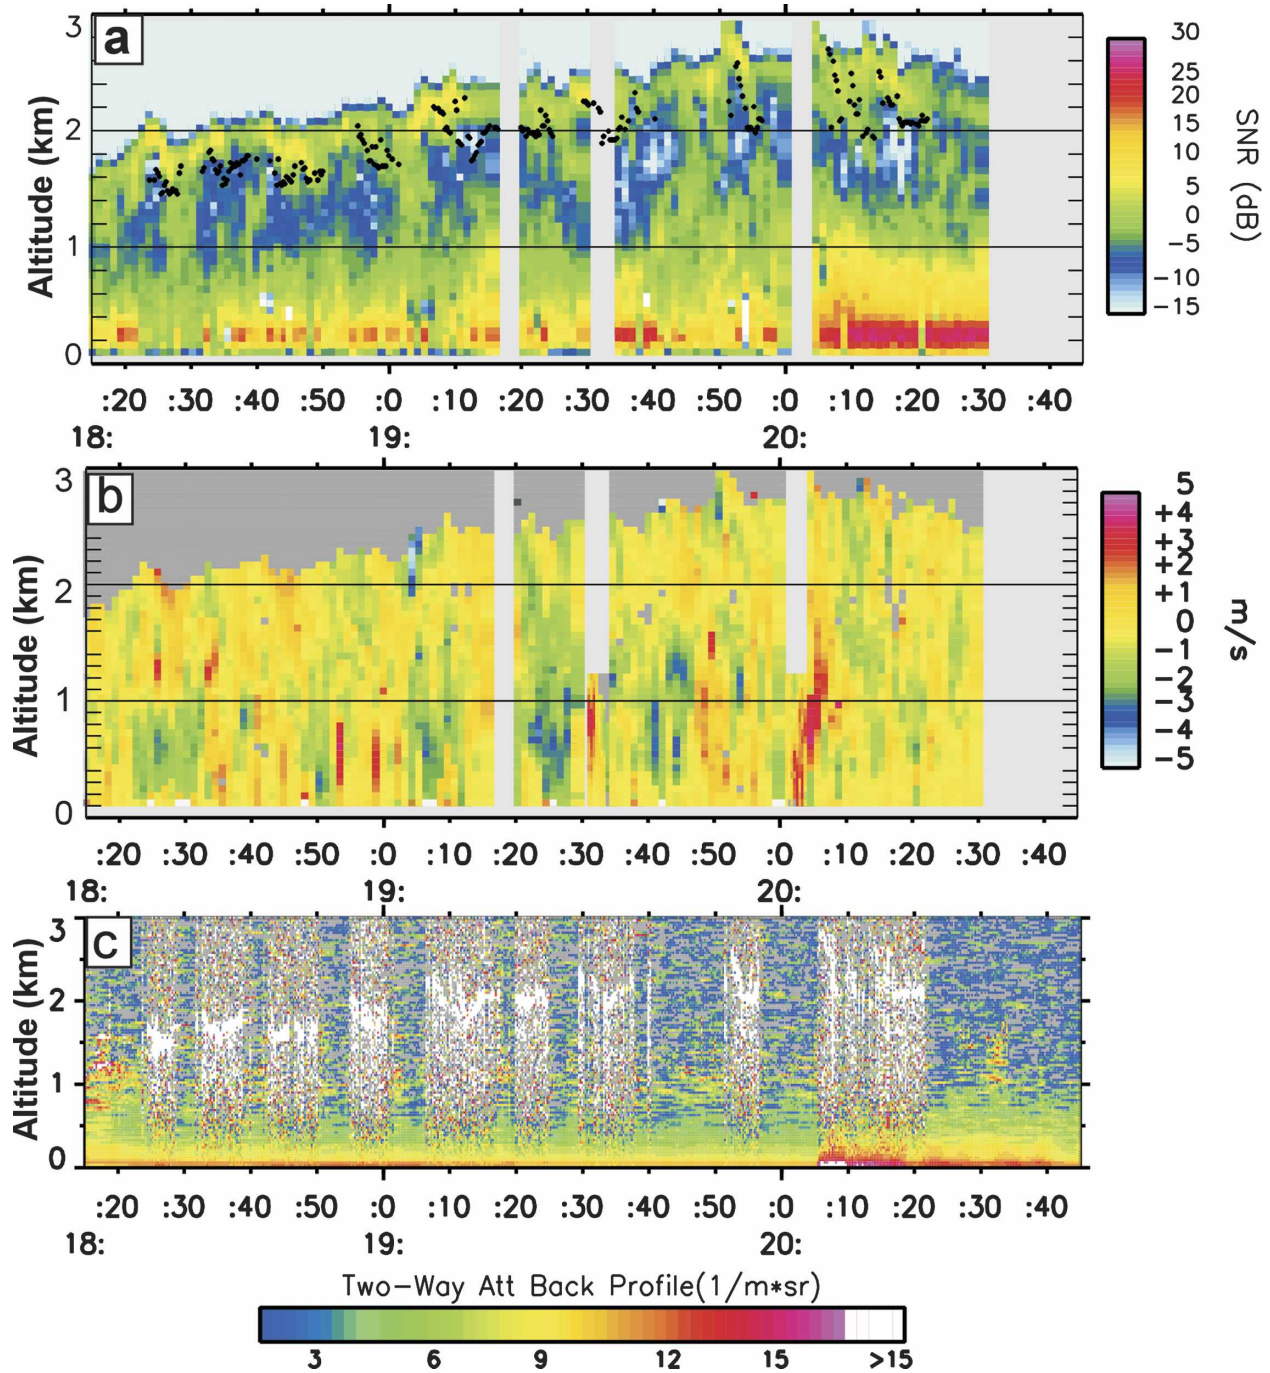 a
3
2
1
0
Altitude (km)
30
25
20
15
10
5
0
−5
−10
−15
SNR (dB)
:20 :30 :40 :50 :0 :10 :20 :30 :40 :50 :0 :10 :20 :30 :40
18: 19: 20:
b
3
2
1
0
Altitude (km)
5
+4
+3
+2
+1
0
−1
−2
−3
−4
−5
m/s
:20 :30 :40 :50 :0 :10 :20 :30 :40 :50 :0 :10 :20 :30 :40
18: 19: 20:
c
3
2
1
0
Altitude (km)
:20 :30 :40 :50 :0 :10 :20 :30 :40 :50 :0 :10 :20 :30 :40
18: 19: 20:
Two−Way Att Back Profile(1/m*sr)
3 6 9 12 15 >15